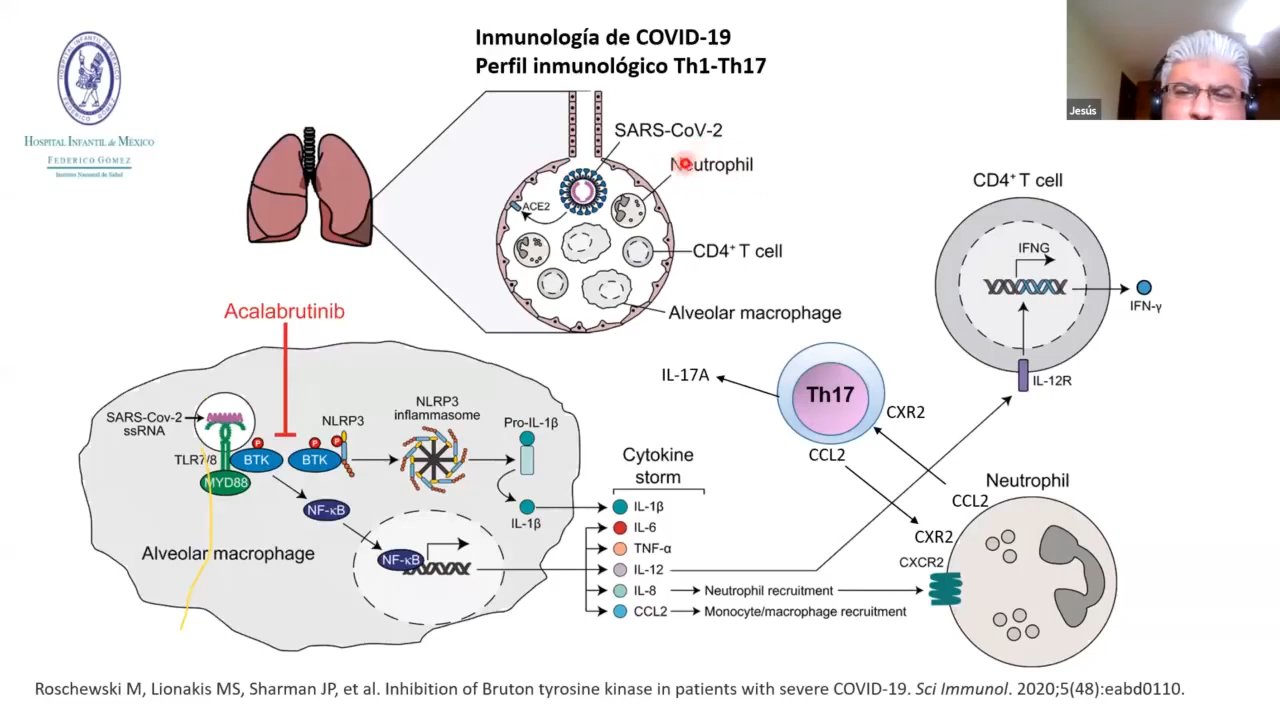 Inmunología de COVID-19
Perfil inmunológico Th1-Th17
HOSPITAL INFANTIL de MÉXICO
FEDERICO GÓMEZ
Instituto Nacional de Salud
Jesús
SARS-CoV-2
Neutrophil
ACE2
CD4⁺ T cell
Alveolar macrophage
CD4⁺ T cell
IFNG
IFN-γ
IL-12R
Acalabrutinib
SARS-Cov-2
ssRNA
TLR7/8
MYD88
P
BTK
P
BTK
P
NLRP3
NLRP3
inflammasome
Pro-IL-1β
IL-1β
NF-κB
NF-κB
Alveolar macrophage
Cytokine
storm
IL-1β
IL-6
TNF-α
IL-12
IL-8
Neutrophil recruitment
CCL2
Monocyte/macrophage recruitment
IL-17A
Th17
CXR2
CCL2
Neutrophil
CCL2
CXR2
CXCR2
Roschewski M, Lionakis MS, Sharman JP, et al. Inhibition of Bruton tyrosine kinase in patients with severe COVID-19. Sci Immunol. 2020;5(48):eabd0110.